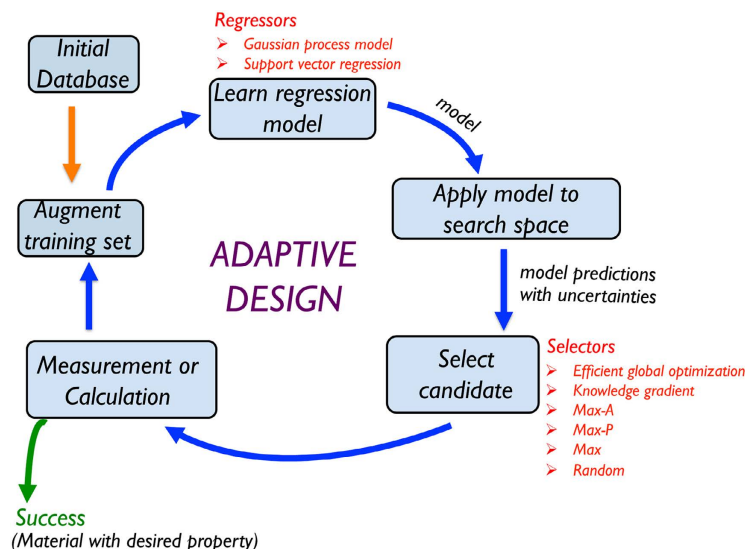 Initial
Database
Regressors
Gaussian process model
Support vector regression
Learn regression
model
model
Apply model to
search space
Augment
training set
ADAPTIVE
DESIGN
model predictions
with uncertainties
Measurement or
Calculation
Select
candidate
Selectors
Efficient global optimization
Knowledge gradient
Max-A
Max-P
Max
Random
Success
(Material with desired property)